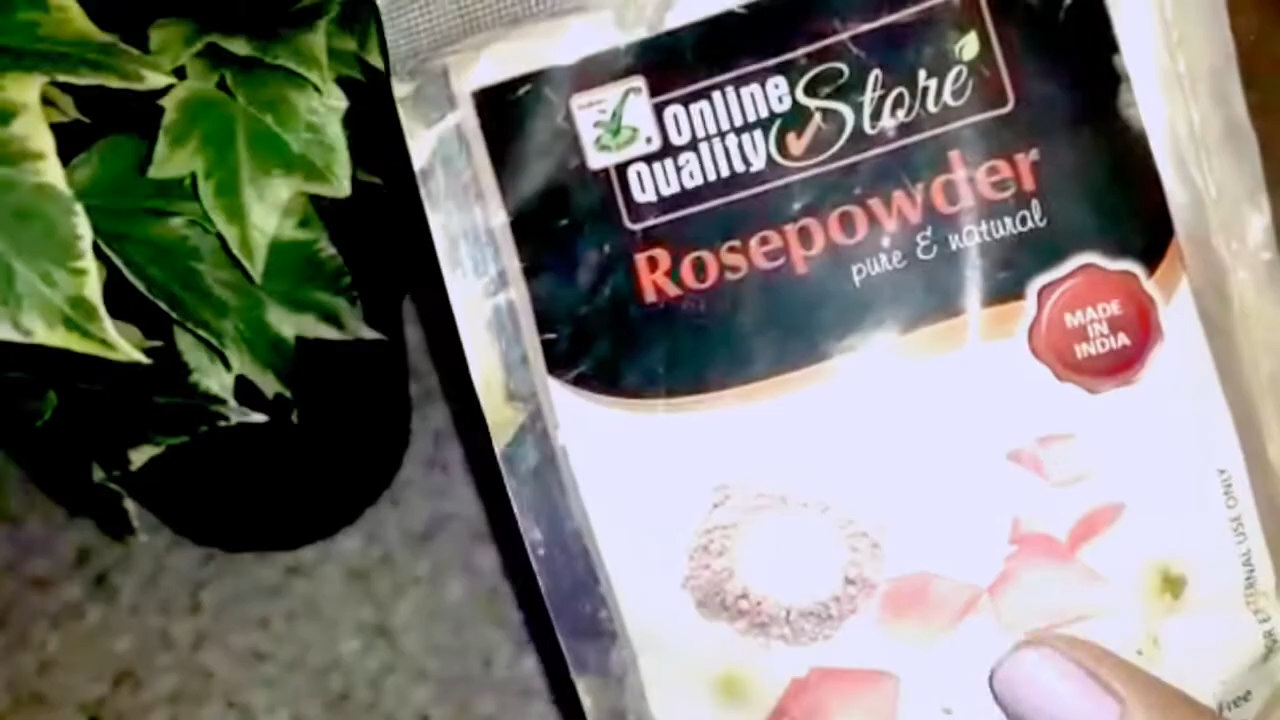 Online
Quality Store
Rosepowder
pure & natural
MADE
IN
INDIA
FOR EXTERNAL USE ONLY
Free